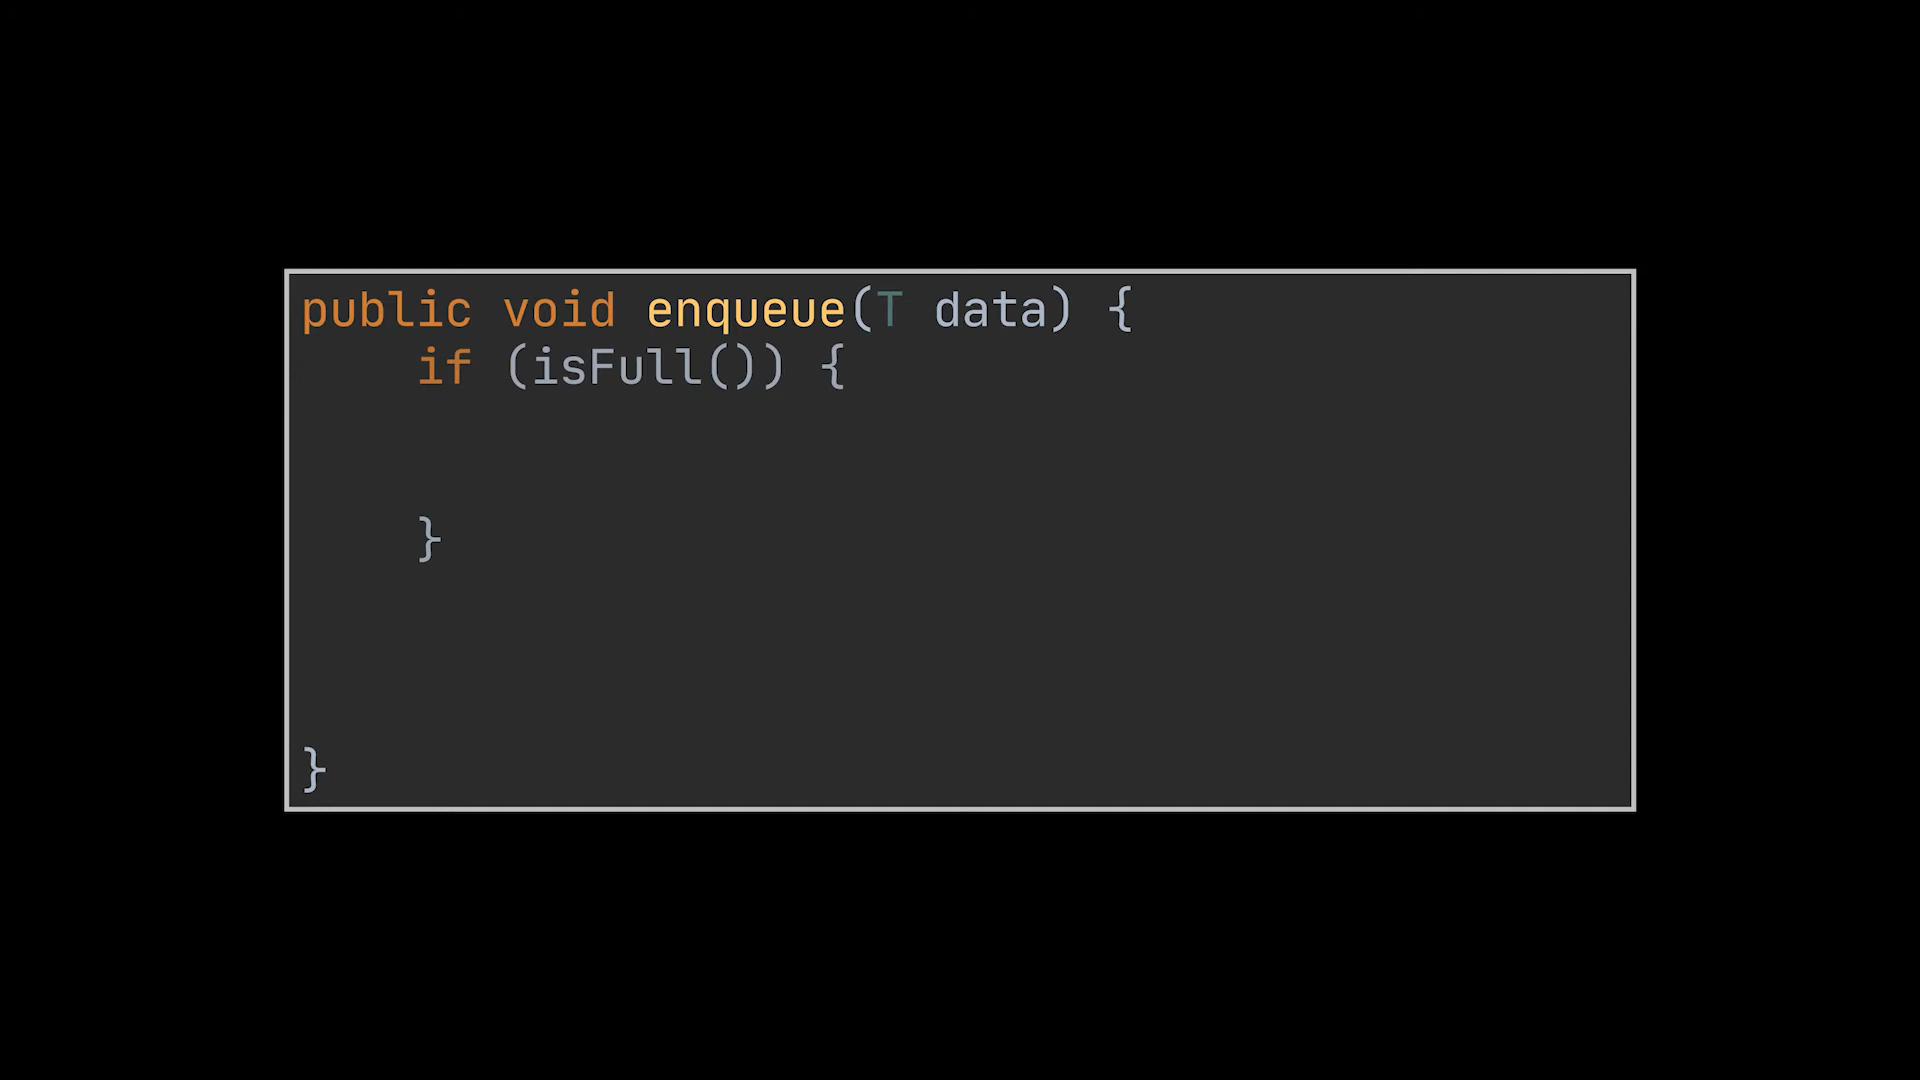 public void enqueue(T data) {
    if (isFull()) {
    }
}